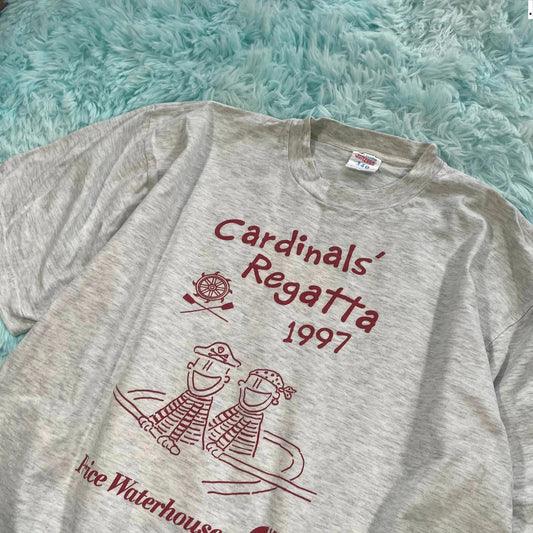 Cardinals'
Regatta
1997
Price Waterhouse